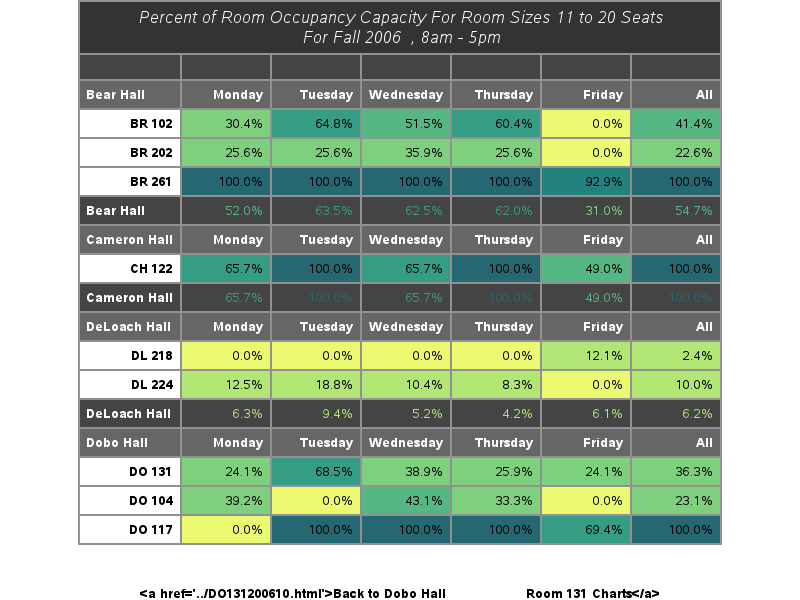 Percent of Room Occupancy Capacity For Room Sizes 11 to 20 Seats
For Fall 2006 , 8am - 5pm
Bear Hall Monday Tuesday Wednesday Thursday Friday All
BR 102 30.4% 64.8% 51.5% 60.4% 0.0% 41.4%
BR 202 25.6% 25.6% 35.9% 25.6% 0.0% 22.6%
BR 261 100.0% 100.0% 100.0% 100.0% 92.9% 100.0%
Bear Hall 52.0% 63.5% 62.5% 62.0% 31.0% 54.7%
Cameron Hall Monday Tuesday Wednesday Thursday Friday All
CH 122 65.7% 100.0% 65.7% 100.0% 49.0% 100.0%
Cameron Hall 65.7% 100.0% 65.7% 100.0% 49.0% 100.0%
DeLoach Hall Monday Tuesday Wednesday Thursday Friday All
DL 218 0.0% 0.0% 0.0% 0.0% 12.1% 2.4%
DL 224 12.5% 18.8% 10.4% 8.3% 0.0% 10.0%
DeLoach Hall 6.3% 9.4% 5.2% 4.2% 6.1% 6.2%
Dobo Hall Monday Tuesday Wednesday Thursday Friday All
DO 131 24.1% 68.5% 38.9% 25.9% 24.1% 36.3%
DO 104 39.2% 0.0% 43.1% 33.3% 0.0% 23.1%
DO 117 0.0% 100.0% 100.0% 100.0% 69.4% 100.0%
<a href='../DO131200610.html'>Back to Dobo Hall Room 131 Charts</a>